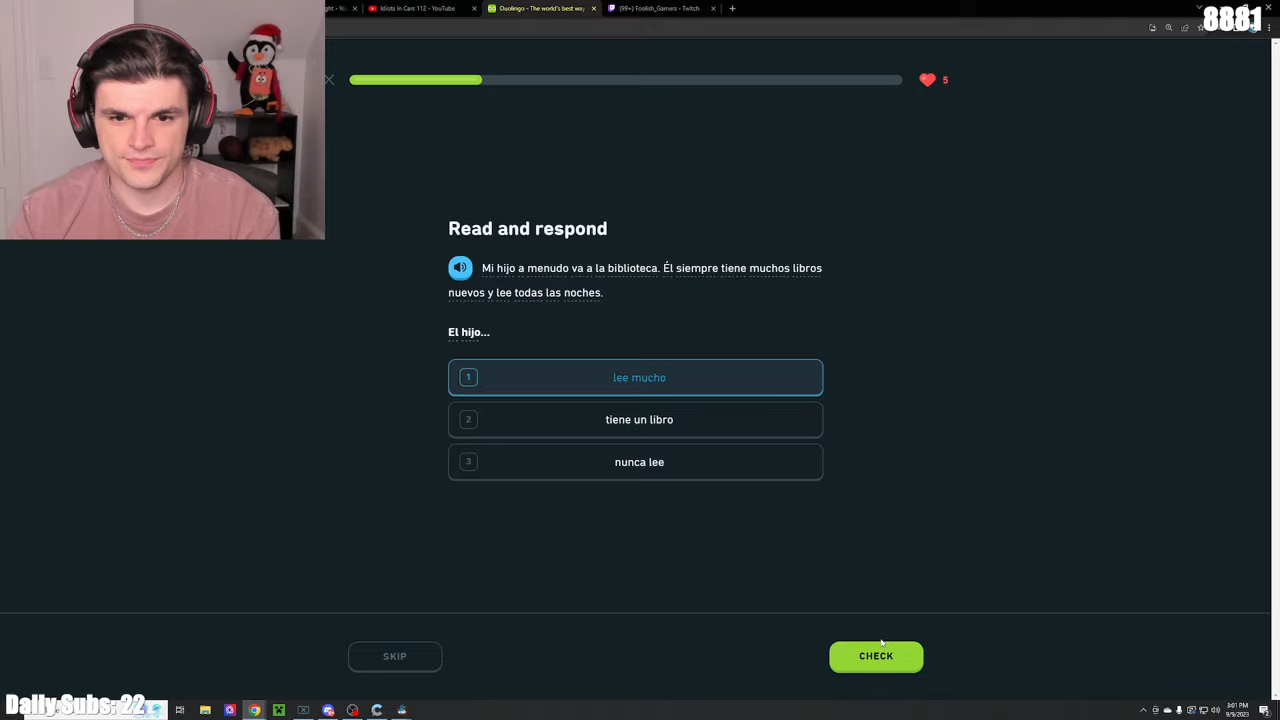 ight - Yo
Idiots In Cars 112 - YouTube
Duolingo - The world's best way
(99+) Foolish_Gamers - Twitch
8881
5
Read and respond
Mi hijo a menudo va a la biblioteca. Él siempre tiene muchos libros
nuevos y lee todas las noches.
El hijo...
1 lee mucho
2 tiene un libro
3 nunca lee
SKIP
CHECK
Daily Subs: 22
3:01 PM
9/9/2023